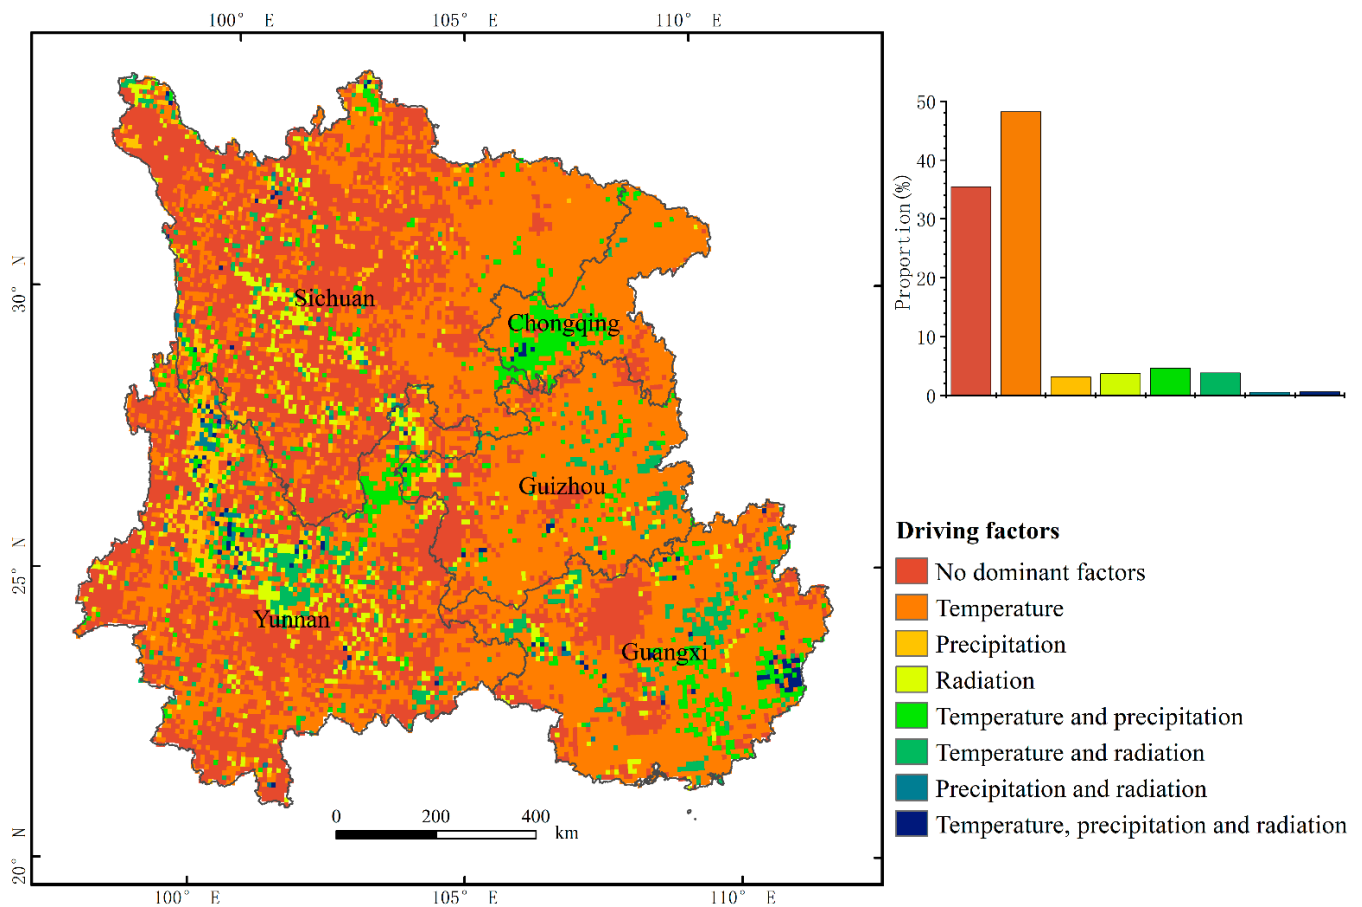 100° E 105° E 110° E
30° N
25° N
20° N
Sichuan
Chongqing
Guizhou
Yunnan
Guangxi
0 200 400
km
100° E 105° E 110° E
Proportion(%)
50
40
30
20
10
0
Driving factors
No dominant factors
Temperature
Precipitation
Radiation
Temperature and precipitation
Temperature and radiation
Precipitation and radiation
Temperature, precipitation and radiation